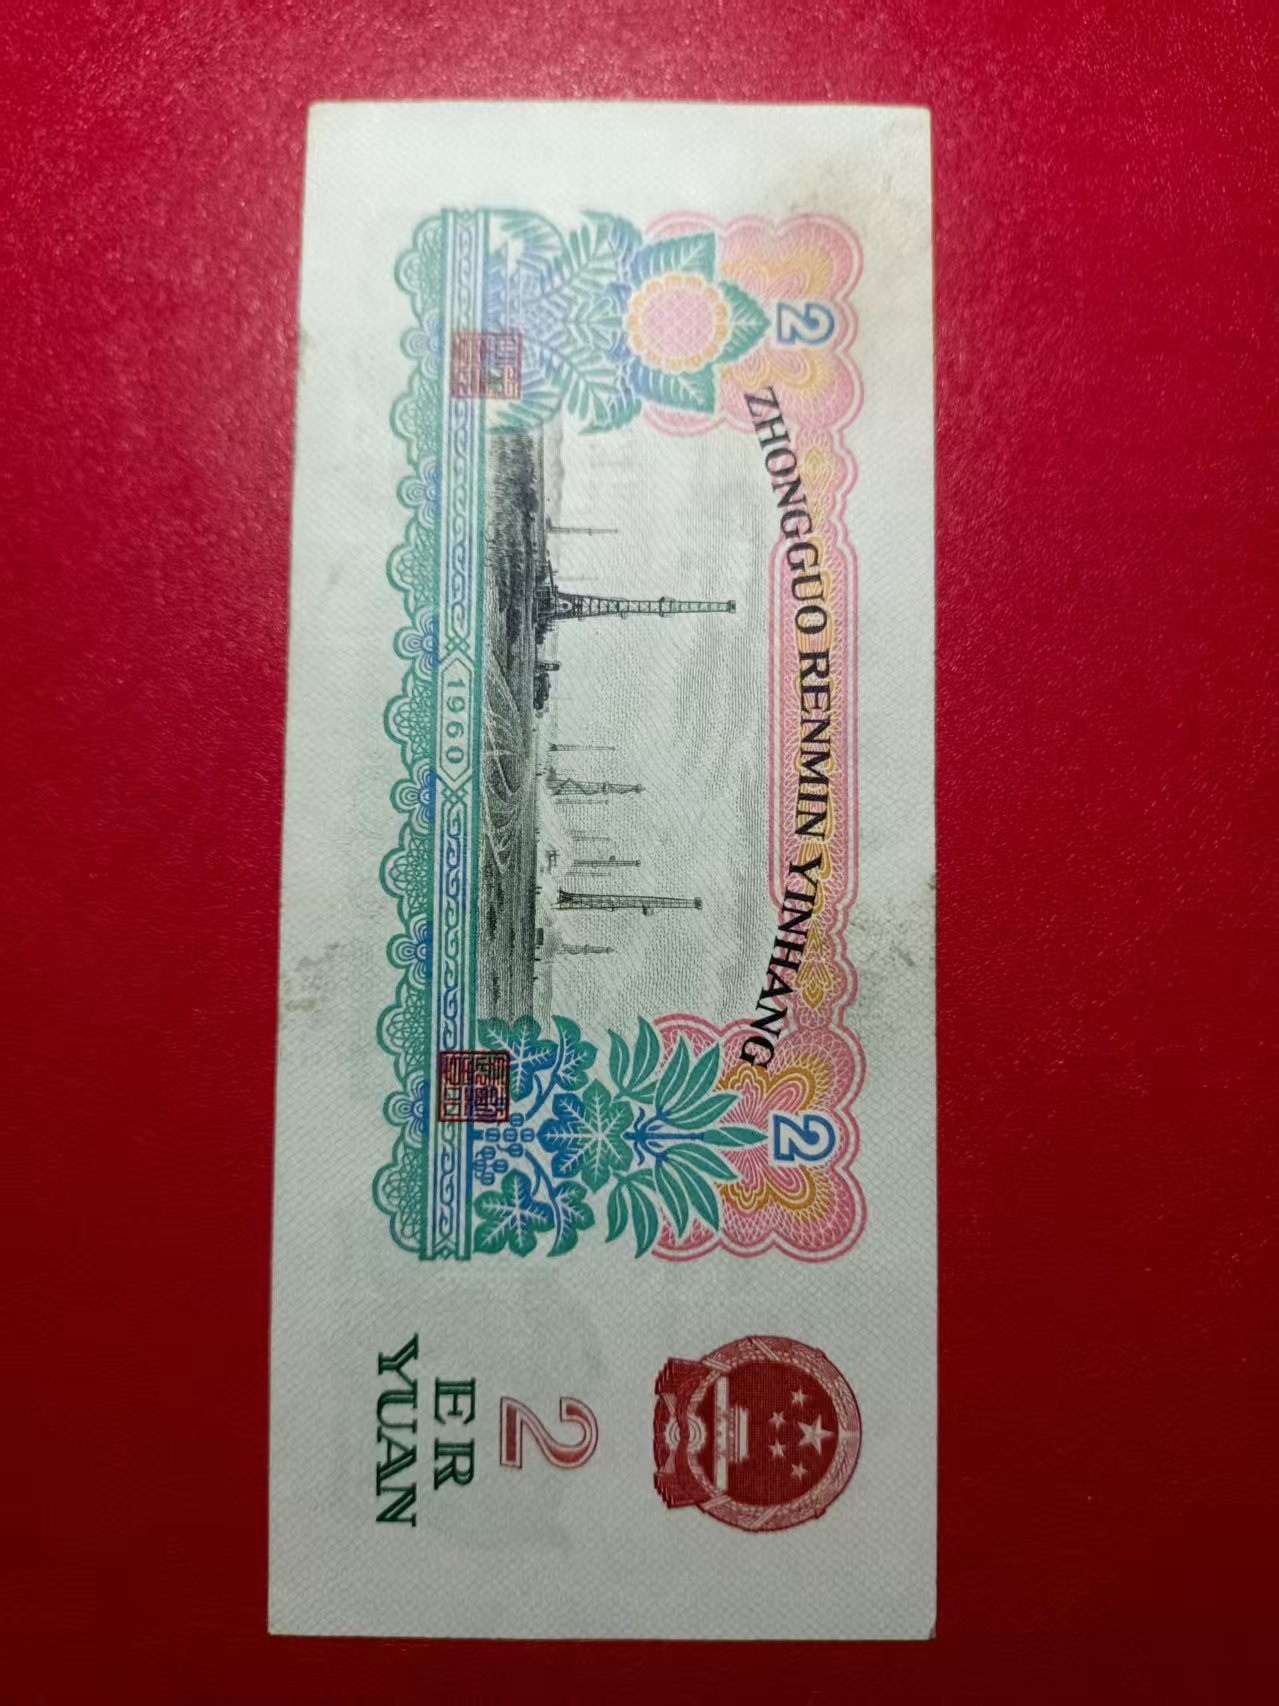 ZHONGGUO RENMIN YINHANG
2
2
1960
2
ER
YUAN